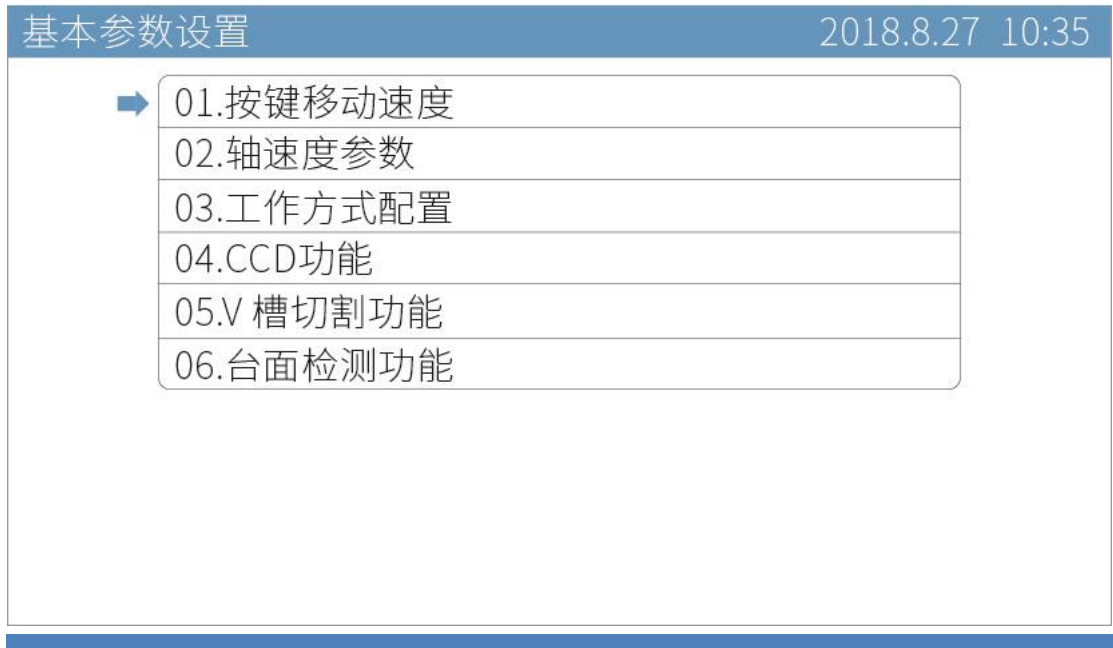 基本参数设置 2018.8.27 10:35
01.按键移动速度
02.轴速度参数
03.工作方式配置
04.CCD功能
05.V 槽切割功能
06.台面检测功能